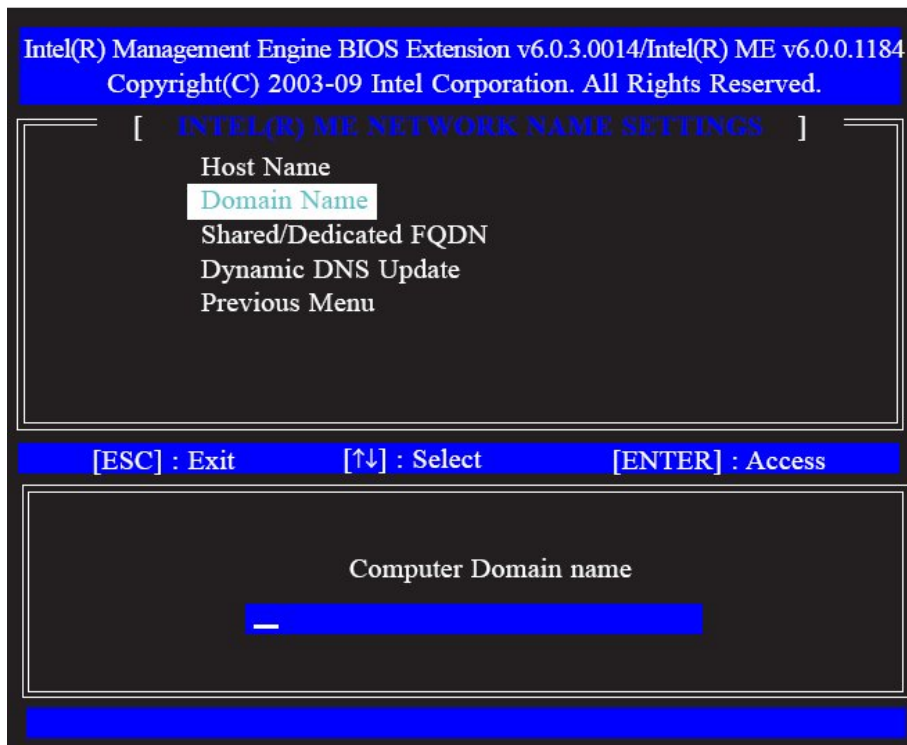 Intel(R) Management Engine BIOS Extension v6.0.3.0014/Intel(R) ME v6.0.0.1184
Copyright(C) 2003-09 Intel Corporation. All Rights Reserved.
[ INTEL(R) ME NETWORK NAME SETTINGS ]
Host Name
Domain Name
Shared/Dedicated FQDN
Dynamic DNS Update
Previous Menu
[ESC] : Exit [↑↓] : Select [ENTER] : Access
Computer Domain name